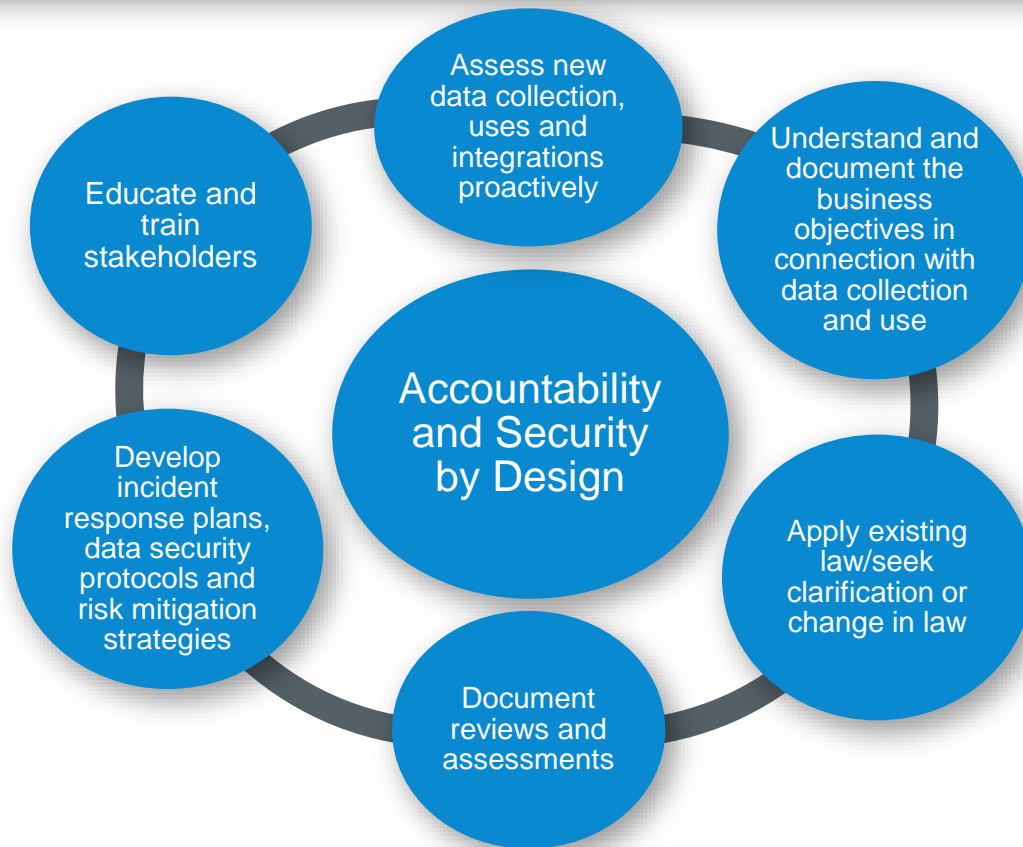 Assess new
data collection,
uses and
integrations
proactively
Understand and
document the
business
objectives in
connection with
data collection
and use
Educate and
train
stakeholders
Accountability
and Security
by Design
Develop
incident
response plans,
data security
protocols and
risk mitigation
strategies
Apply existing
law/seek
clarification or
change in law
Document
reviews and
assessments